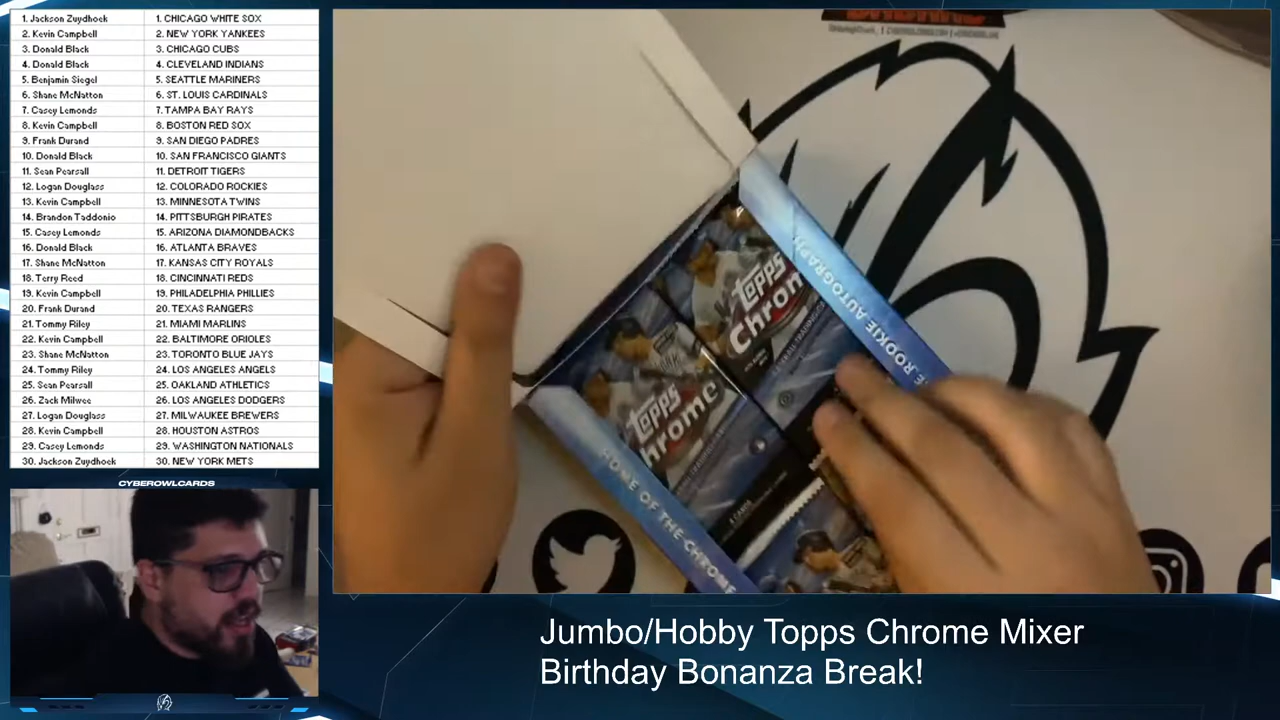 1. Jackson Zuydhoek 1. CHICAGO WHITE SOX
2. Kevin Campbell 2. NEW YORK YANKEES
3. Donald Black 3. CHICAGO CUBS
4. Donald Black 4. CLEVELAND INDIANS
5. Benjamin Siegel 5. SEATTLE MARINERS
6. Shane McNatton 6. ST. LOUIS CARDINALS
7. Casey Lemonds 7. TAMPA BAY RAYS
8. Kevin Campbell 8. BOSTON RED SOX
9. Frank Durand 9. SAN DIEGO PADRES
10. Donald Black 10. SAN FRANCISCO GIANTS
11. Sean Pearsall 11. DETROIT TIGERS
12. Logan Douglass 12. COLORADO ROCKIES
13. Kevin Campbell 13. MINNESOTA TWINS
14. Brandon Taddonio 14. PITTSBURGH PIRATES
15. Casey Lemonds 15. ARIZONA DIAMONDBACKS
16. Donald Black 16. ATLANTA BRAVES
17. Shane McNatton 17. KANSAS CITY ROYALS
18. Terry Reed 18. CINCINNATI REDS
19. Kevin Campbell 19. PHILADELPHIA PHILLIES
20. Frank Durand 20. TEXAS RANGERS
21. Tommy Riley 21. MIAMI MARLINS
22. Kevin Campbell 22. BALTIMORE ORIOLES
23. Shane McNatton 23. TORONTO BLUE JAYS
24. Tommy Riley 24. LOS ANGELES ANGELS
25. Sean Pearsall 25. OAKLAND ATHLETICS
26. Zack Milwee 26. LOS ANGELES DODGERS
27. Logan Douglass 27. MILWAUKEE BREWERS
28. Kevin Campbell 28. HOUSTON ASTROS
29. Casey Lemonds 29. WASHINGTON NATIONALS
30. Jackson Zuydhoek 30. NEW YORK METS
CYBEROWLCARDS
Topps
Chrom
Topps
hrome
E ROOKIE AUTOGRAPH
HOME OF THE CHROME
Jumbo/Hobby Topps Chrome Mixer
Birthday Bonanza Break!